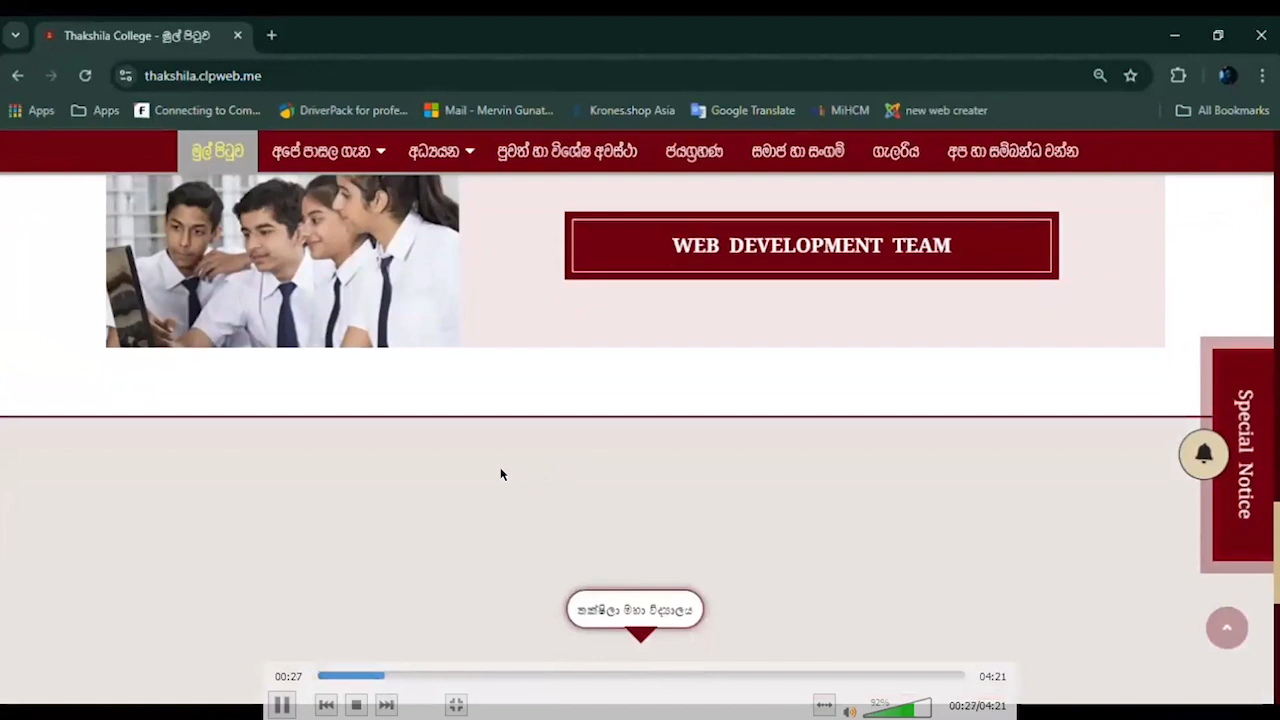 Thakshila College - මුල් පිටුව
thakshila.clpweb.me
Apps
Apps
Connecting to Com...
DriverPack for profe...
Mail - Mervin Gunat...
Krones.shop Asia
Google Translate
MiHCM
new web creater
All Bookmarks
මුල් පිටුව
අපේ පාසල ගැන
අධ්‍යයන
පුවත් හා විශේෂ අවස්ථා
ජයග්‍රහණ
සමාජ හා සංගම්
ගැලරිය
අප හා සම්බන්ධ වන්න
WEB DEVELOPMENT TEAM
Special Notice
තක්ෂිලා මහා විද්‍යාලය
00:27
04:21
92%
00:27/04:21